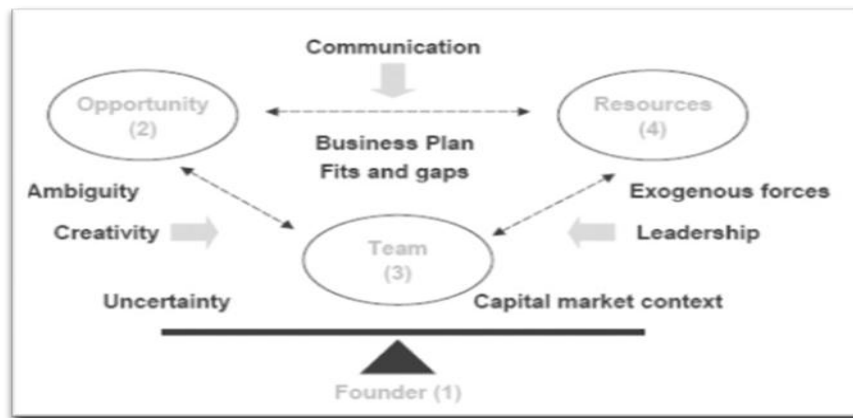 Communication
Opportunity
(2)
Resources
(4)
Business Plan
Fits and gaps
Ambiguity
Exogenous forces
Creativity
Leadership
Team
(3)
Uncertainty
Capital market context
Founder (1)